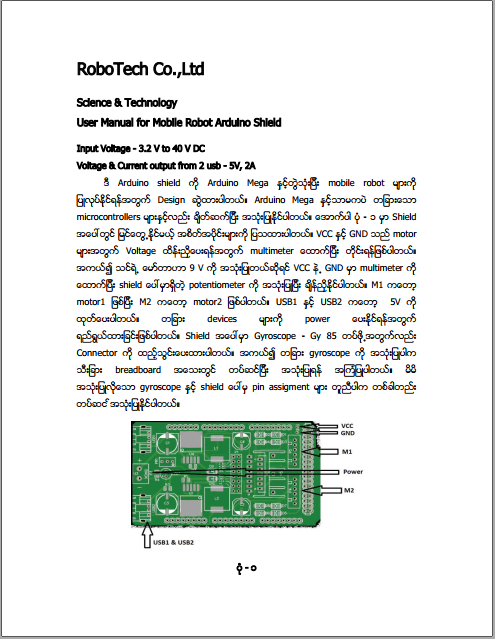 RoboTech Co.,Ltd
Science & Technology
User Manual for Mobile Robot Arduino Shield
Input Voltage - 3.2 V to 40 V DC
Voltage & Current output from 2 usb - 5V, 2A
ဒီ Arduino shield ကို Arduino Mega နှင့်တွဲသုံးပြီး mobile robot များကို
ပြုလုပ်နိုင်ရန်အတွက် Design ဆွဲထားပါတယ်။ Arduino Mega နှင့်သာမကပဲ တခြားသော
microcontrollers များနှင့်လည်း ချိတ်ဆက်ပြီး အသုံးပြုနိုင်ပါတယ်။ အောက်ပါ ပုံ - ၁ မှာ Shield
အပေါ်တွင် မြင်တွေ့နိုင်မယ့် အစိတ်အပိုင်းများကို ပြသထားပါတယ်။ VCC နှင့် GND သည် motor
များအတွက် Voltage ထိန်းညှိပေးရန်အတွက် multimeter ထောက်ပြီး တိုင်းရန်ဖြစ်ပါတယ်။
အကယ်၍ သင်ရဲ့ မော်တာဟာ 9 V ကို အသုံးပြုတယ်ဆိုရင် VCC နဲ့ GND မှာ multimeter ကို
ထောက်ပြီး shield ပေါ်မှာရှိတဲ့ potentiometer ကို အသုံးပြုပြီး ချိန်ညှိနိုင်ပါတယ်။ M1 ကတော့
motor1 ဖြစ်ပြီး M2 ကတော့ motor2 ဖြစ်ပါတယ်။ USB1 နှင့် USB2 ကတော့ 5V ကို
ထုတ်ပေးပါတယ်။ တခြား devices များကို power ပေးနိုင်ရန်အတွက်
ရည်ရွယ်ထားခြင်းဖြစ်ပါတယ်။ Shield အပေါ်မှာ Gyroscope - Gy 85 တပ်ဖို့အတွက်လည်း
Connector ကို ထည့်သွင်းပေးထားပါတယ်။ အကယ်၍ တခြား gyroscope ကို အသုံးပြုပါက
သီးခြား breadboard အသေးတွင် တပ်ဆင်ပြီး အသုံးပြုရန် အကြံပြုပါတယ်။ မိမိ
အသုံးပြုလိုသော gyroscope နှင့် shield ပေါ်မှ pin assigment များ တူညီပါက တစ်ခါတည်း
တပ်ဆင် အသုံးပြုနိုင်ပါတယ်။
VCC
GND
M1
Power
M2
USB1 & USB2
ပုံ - ၁